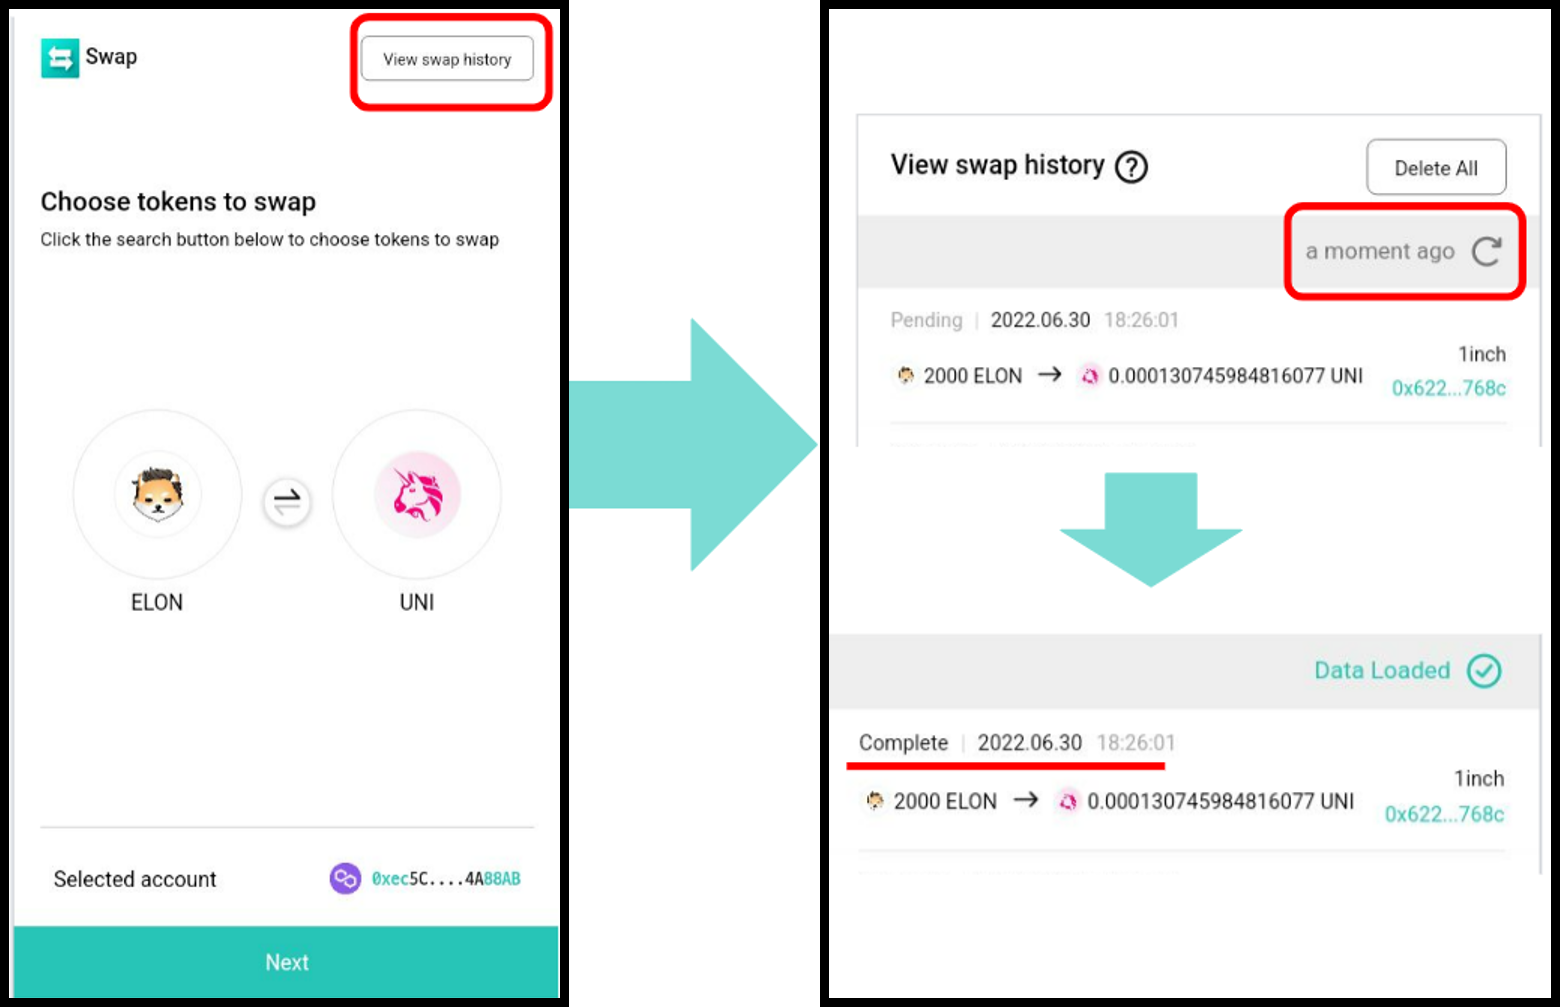 Swap
View swap history
Choose tokens to swap
Click the search button below to choose tokens to swap
ELON
UNI
Selected account
0xec5C....4A88AB
Next
View swap history ?
Delete All
a moment ago
Pending | 2022.06.30 18:26:01
2000 ELON → 0.000130745984816077 UNI
1inch
0x622...768c
Data Loaded
Complete | 2022.06.30 18:26:01
2000 ELON → 0.000130745984816077 UNI
1inch
0x622...768c